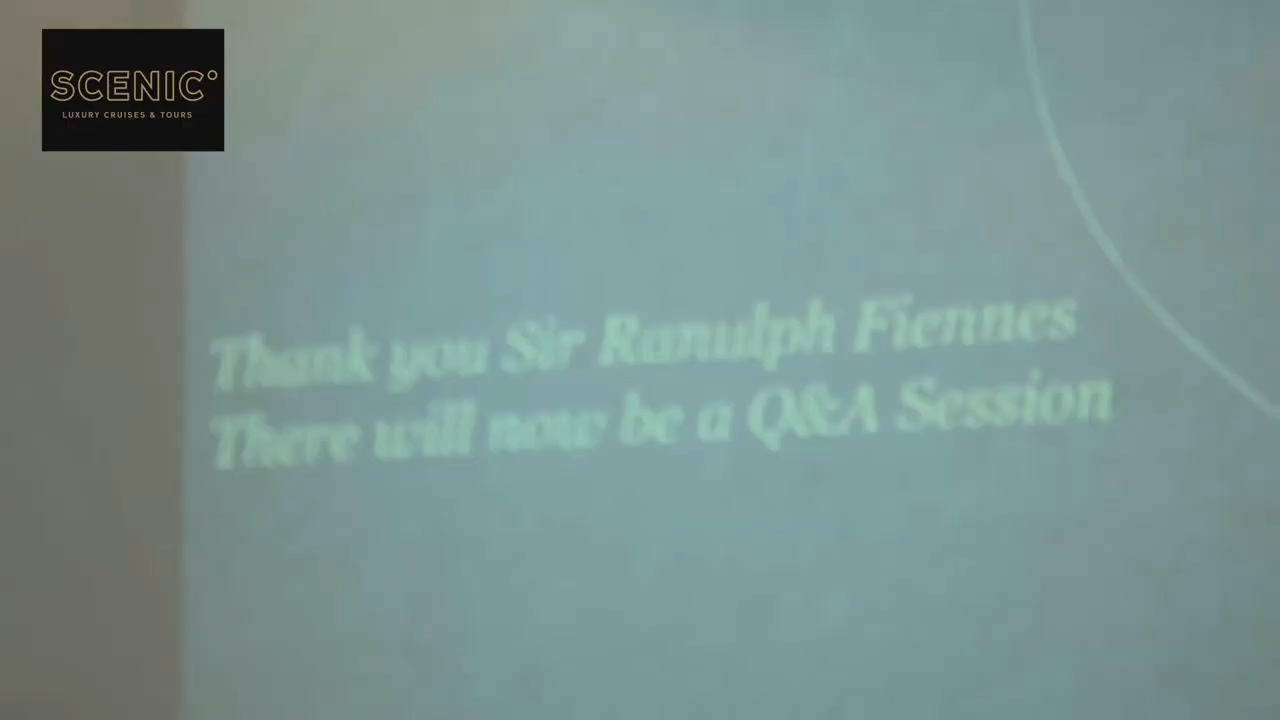 SCENIC°
LUXURY CRUISES & TOURS
Thank you Sir Ranulph Fiennes
There will now be a Q&A Session